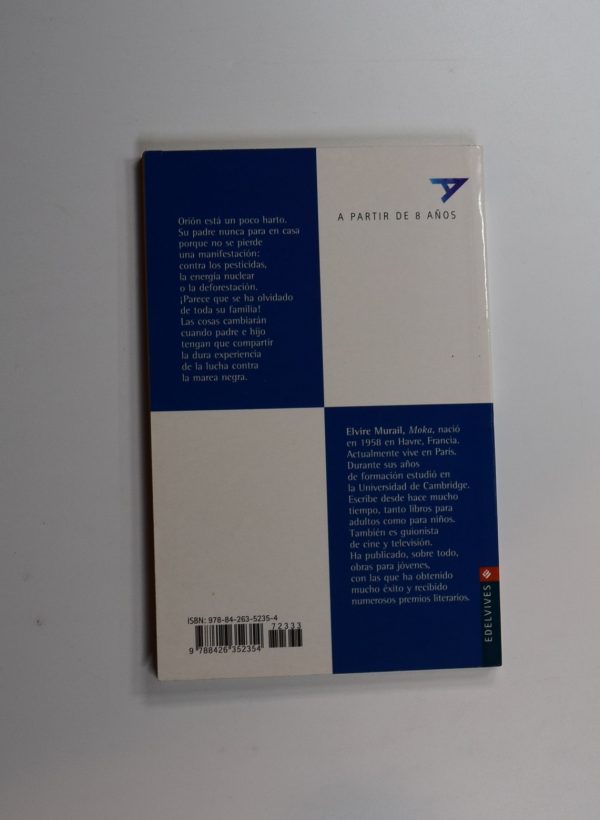 A PARTIR DE 8 AÑOS
Orión está un poco harto.
Su padre nunca para en casa
porque no se pierde
una manifestación:
contra los pesticidas,
la energía nuclear
o la deforestación.
¡Parece que se ha olvidado
de toda su familia!
Las cosas cambiarán
cuando padre e hijo
tengan que compartir
la dura experiencia
de la lucha contra
la marea negra.
Elvire Murail, Moka, nació
en 1958 en Havre, Francia.
Actualmente vive en París.
Durante sus años
de formación estudió en
la Universidad de Cambridge.
Escribe desde hace mucho
tiempo, tanto libros para
adultos como para niños.
También es guionista
de cine y televisión.
Ha publicado, sobre todo,
obras para jóvenes,
con las que ha obtenido
mucho éxito y recibido
numerosos premios literarios.
EDELVIVES
ISBN: 978-84-263-5235-4
72333
9 788426 352354